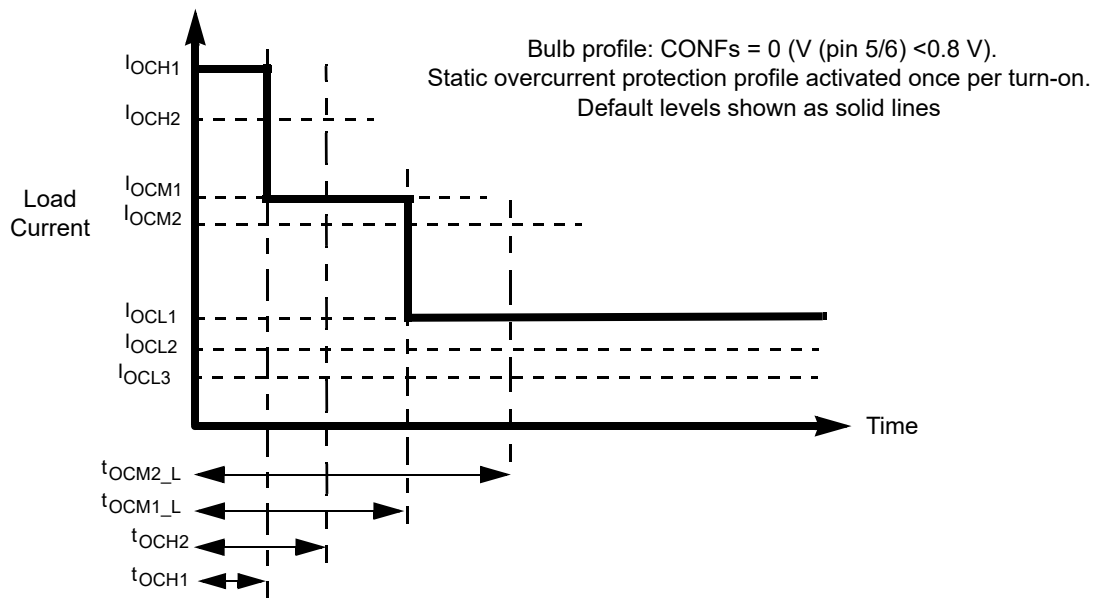 Bulb profile: CONFs = 0 (V (pin 5/6) <0.8 V).
Static overcurrent protection profile activated once per turn-on.
Default levels shown as solid lines
IOCH1
IOCH2
IOCM1
IOCM2
Load
Current
IOCL1
IOCL2
IOCL3
Time
tOCM2_L
tOCM1_L
tOCH2
tOCH1